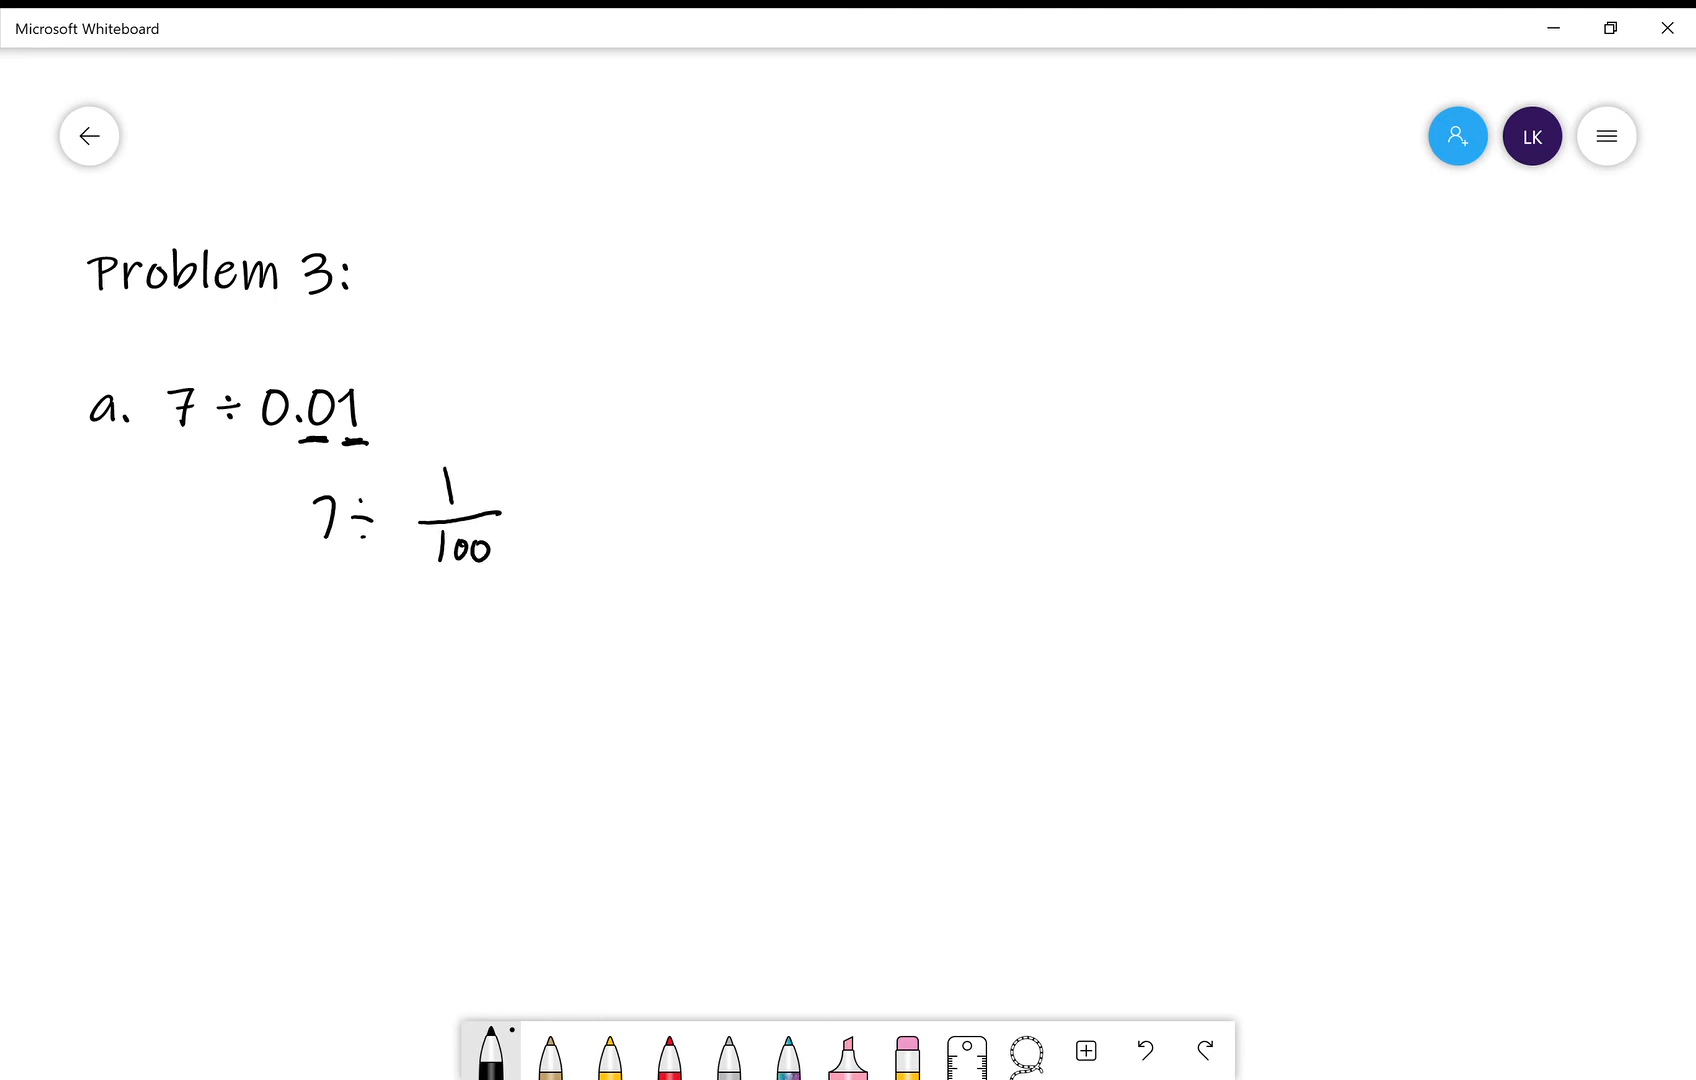 Microsoft Whiteboard
LK
Problem 3:
a. 7 ÷ 0.01
7 ÷ 1/100